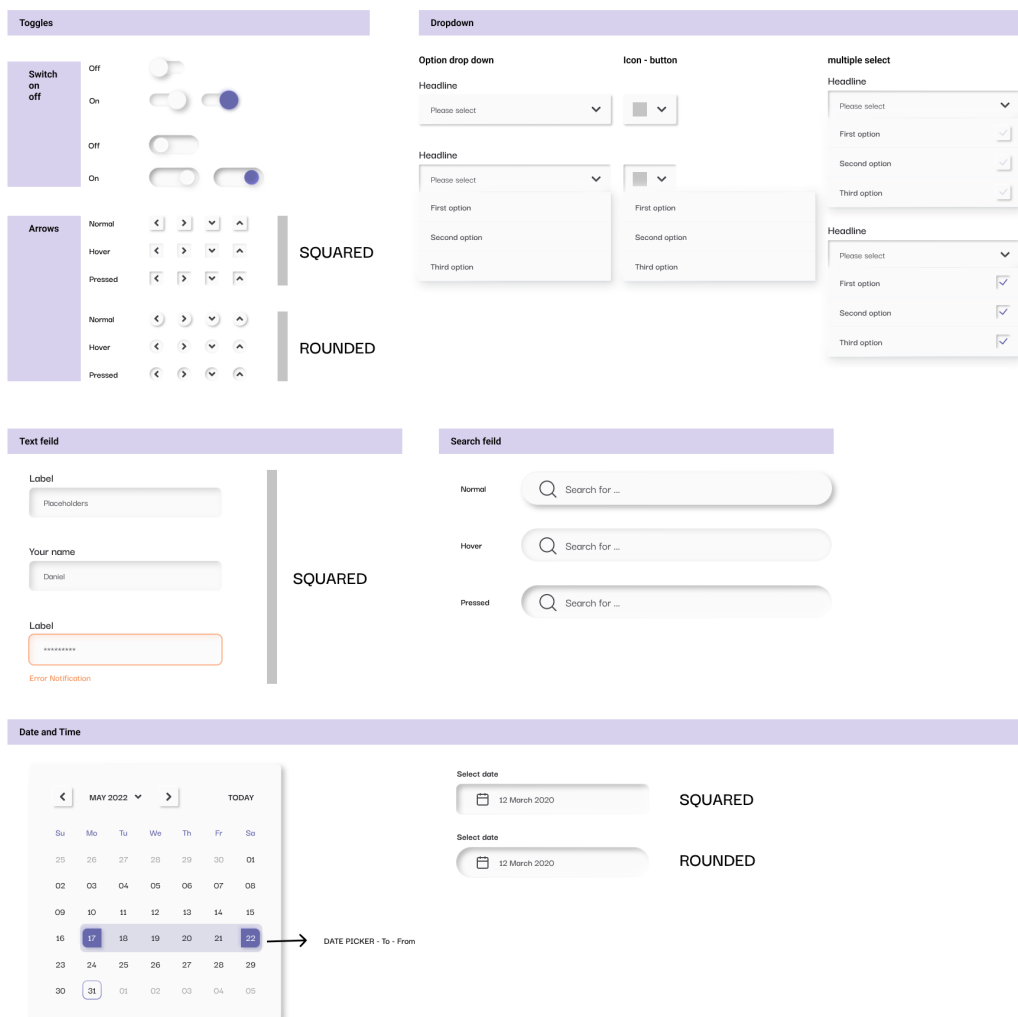 Toggles
Switch
on
off
Off
On
Off
On
Arrows
Normal
Hover
Pressed
SQUARED
Normal
Hover
Pressed
ROUNDED
Dropdown
Option drop down
Headline
Please select
Headline
Please select
First option
Second option
Third option
Icon - button
First option
Second option
Third option
multiple select
Headline
Please select
First option
Second option
Third option
Headline
Please select
First option
Second option
Third option
Text feild
Label
Placeholders
Your name
Daniel
Label
*********
Error Notification
SQUARED
Search feild
Normal
Search for ...
Hover
Search for ...
Pressed
Search for ...
Date and Time
MAY 2022
TODAY
Su Mo Tu We Th Fr Sa
25 26 27 28 29 30 01
02 03 04 05 06 07 08
09 10 11 12 13 14 15
16 17 18 19 20 21 22
23 24 25 26 27 28 29
30 31 01 02 03 04 05
DATE PICKER - To - From
Select date
12 March 2020
SQUARED
Select date
12 March 2020
ROUNDED